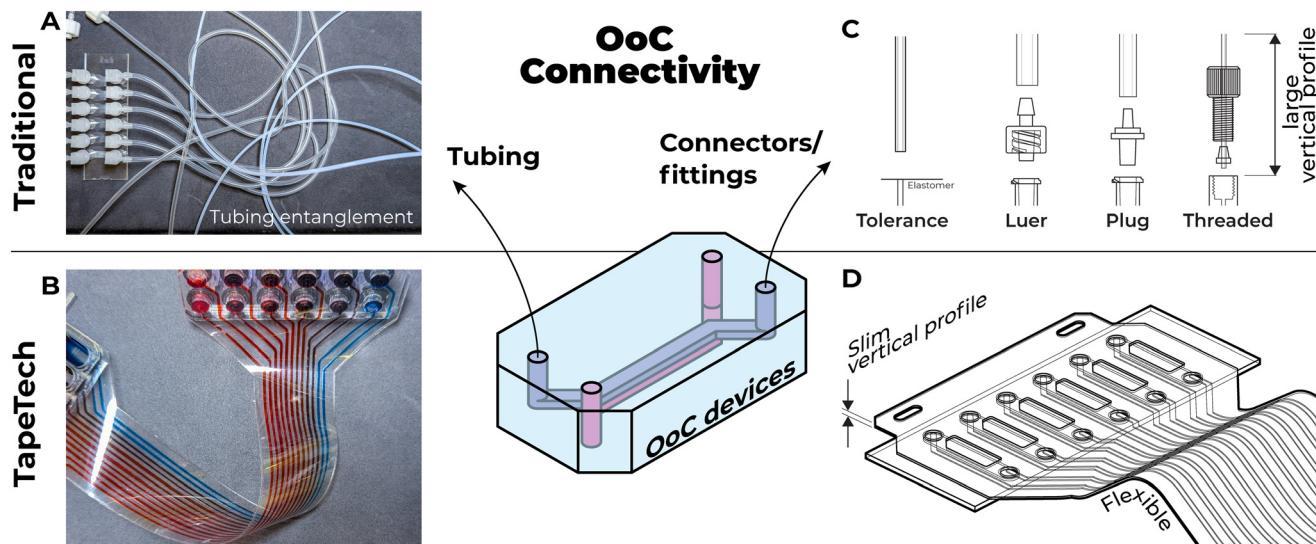 Traditional
A
Tubing entanglement
OoC
Connectivity
Tubing
Connectors/
fittings
C
Elastomer
Tolerance
Luer
Plug
Threaded
large
vertical profile
TapeTech
B
OoC devices
D
Slim
vertical profile
Flexible